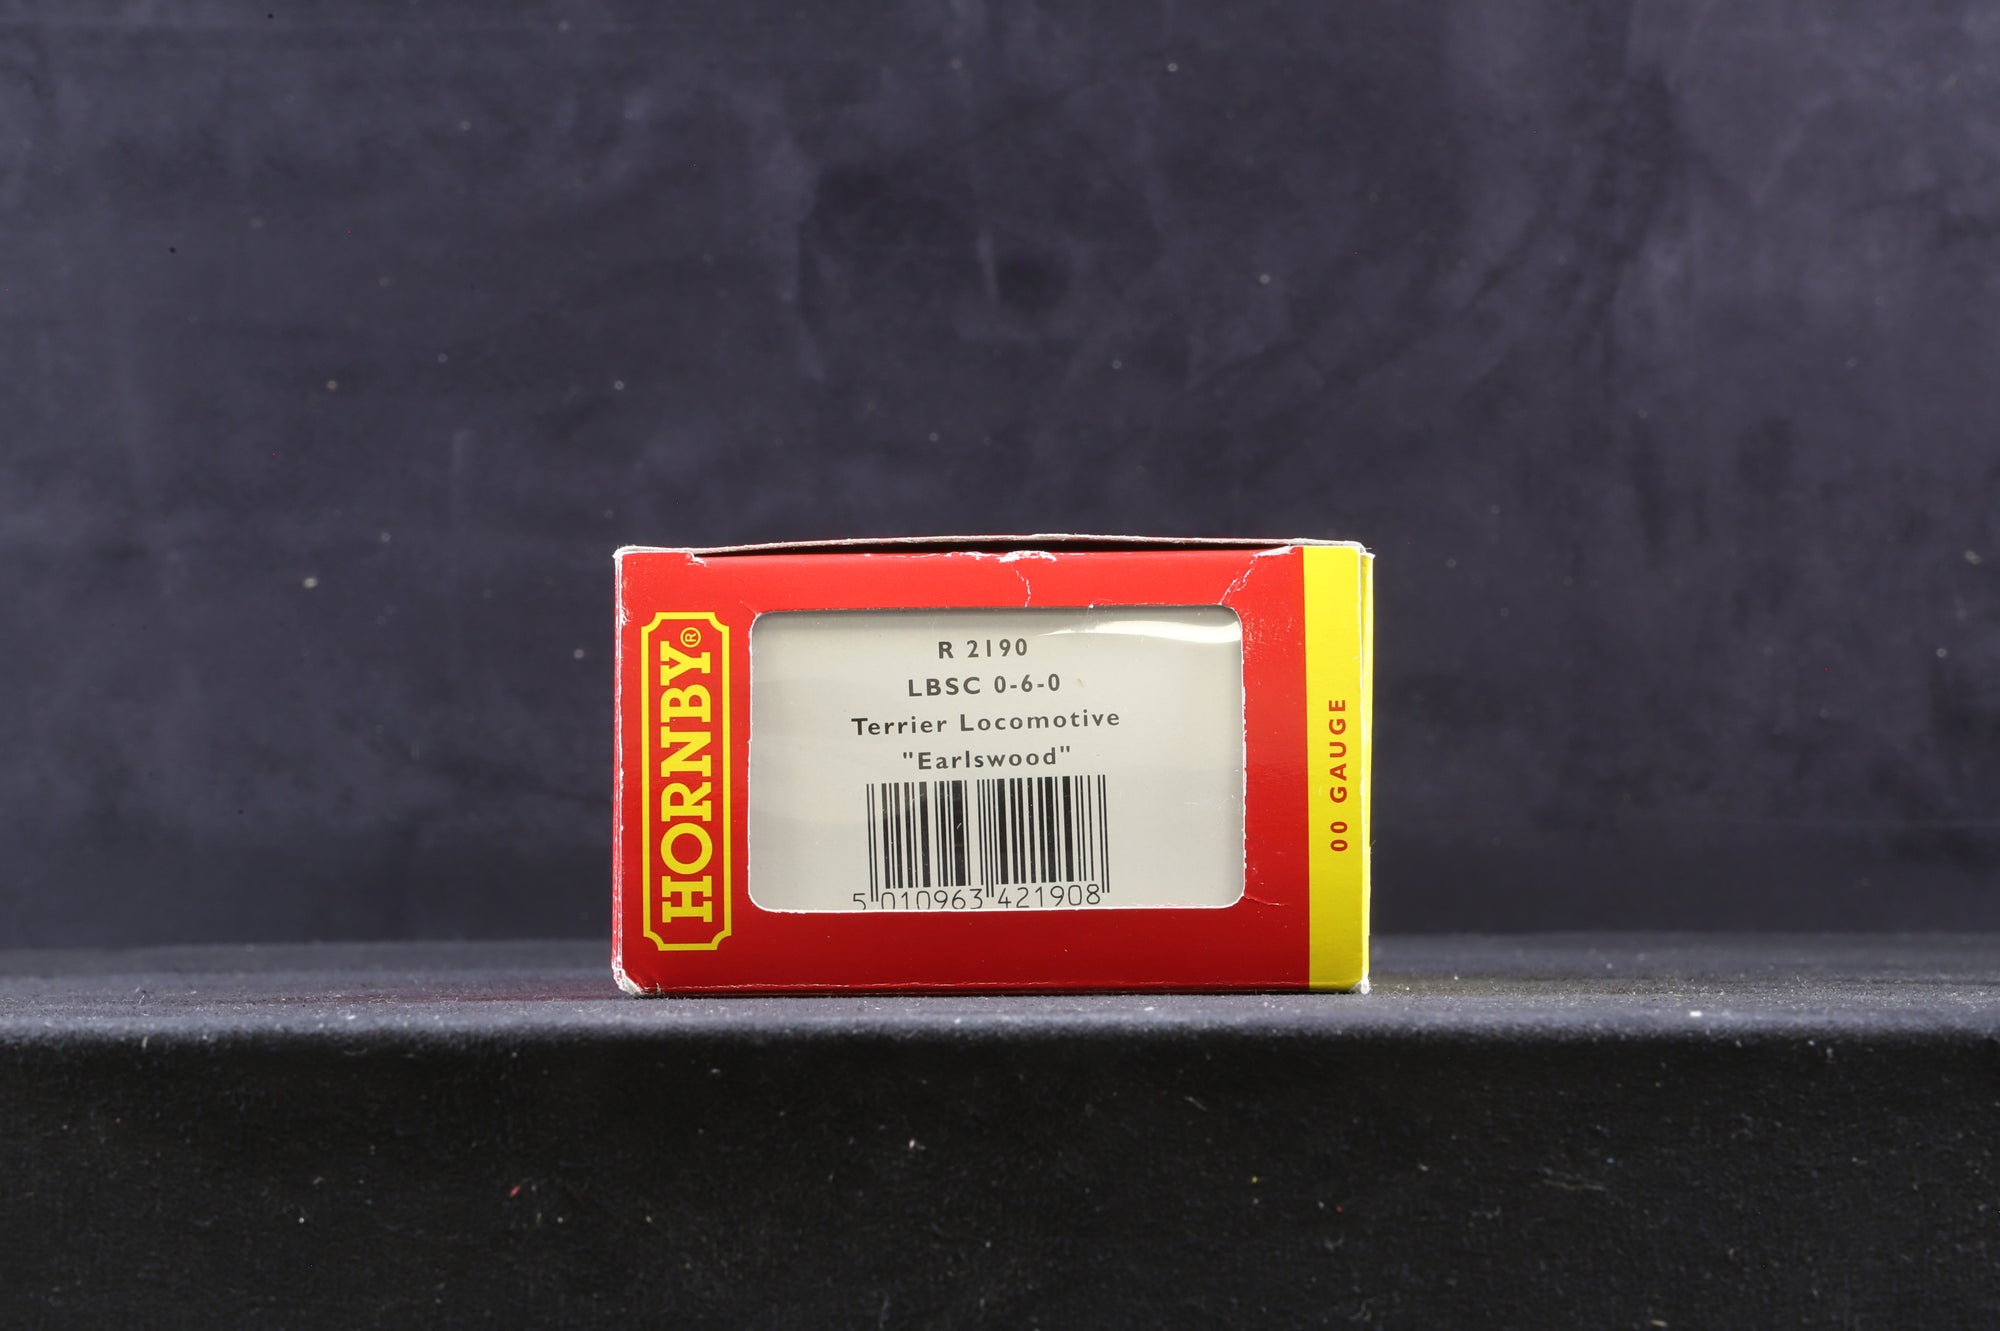 HORNBY®
R 2190
LBSC 0-6-0
Terrier Locomotive
"Earlswood"
5 010963 421908
00 GAUGE